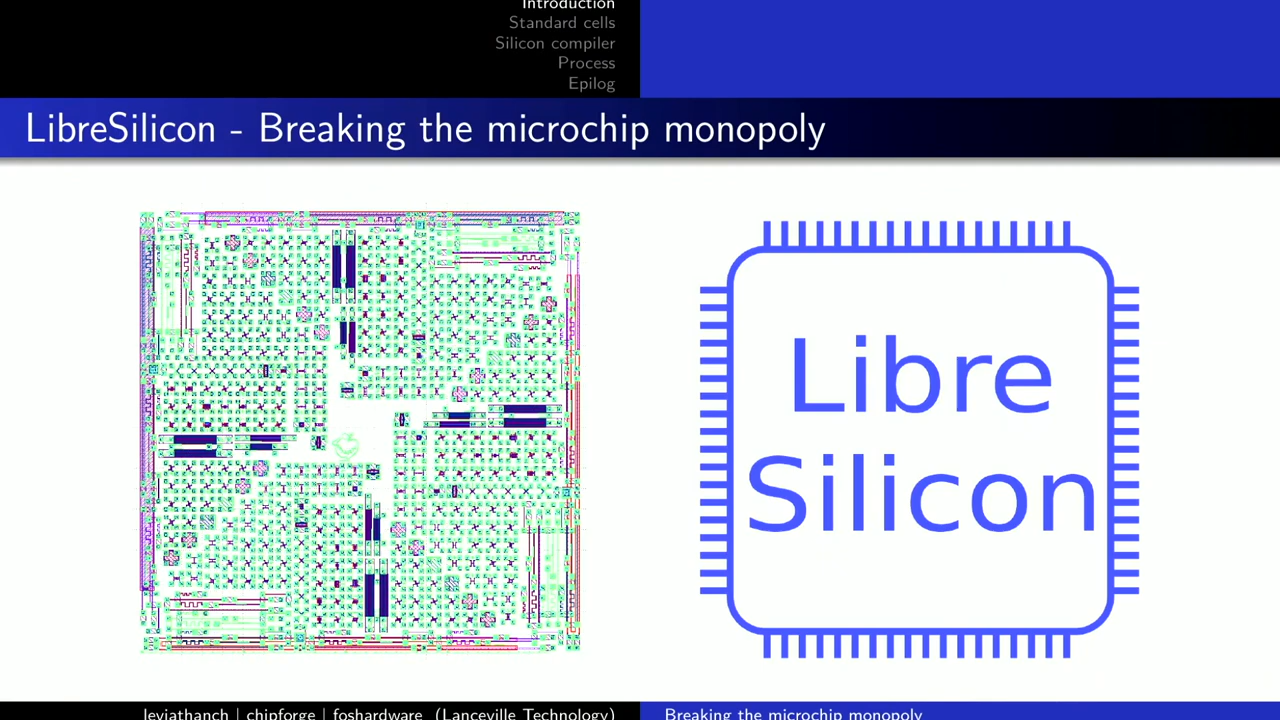 Introduction
Standard cells
Silicon compiler
Process
Epilog
LibreSilicon - Breaking the microchip monopoly
Libre
Silicon
leviathanch | chipforge | foshardware (Lanceville Technology)
Breaking the microchip monopoly